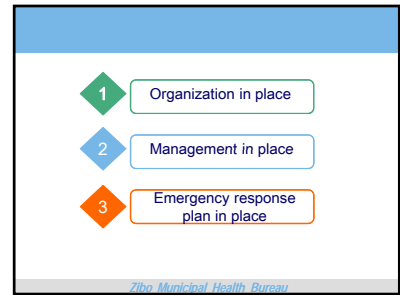 1 Organization in place
2 Management in place
3 Emergency response
plan in place
Zibo Municipal Health Bureau